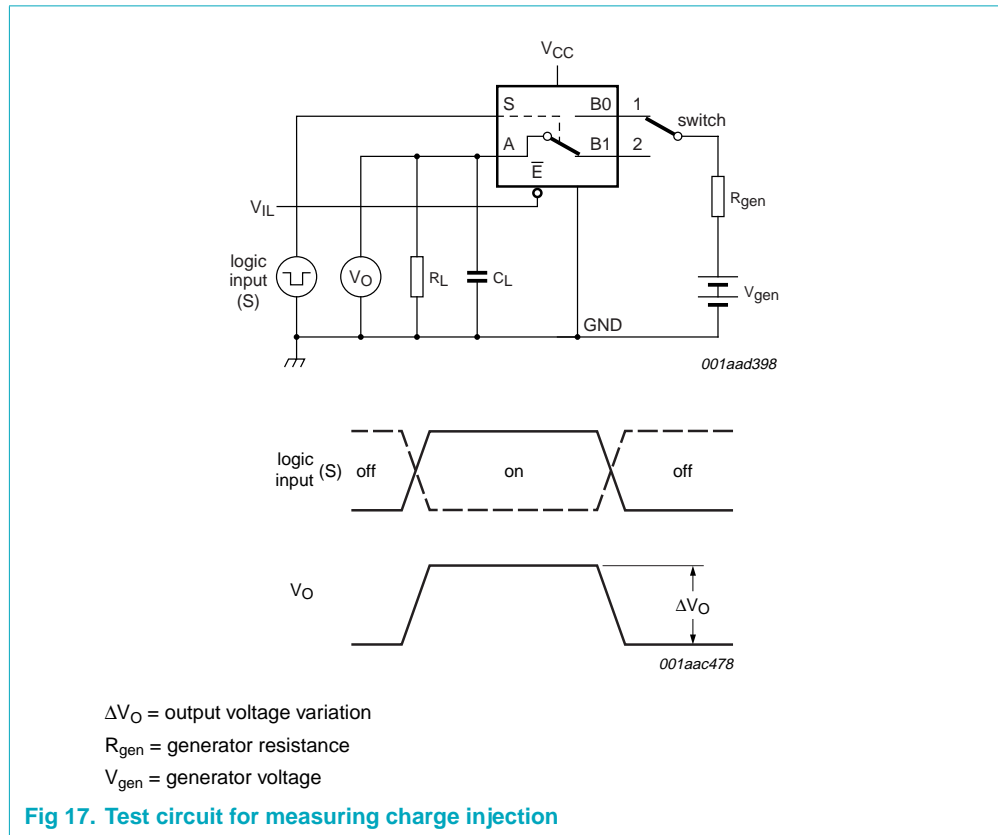 VCC
S B0 1
switch
A B1 2
E
VIL
Rgen
logic
input
(S)
VO
RL
CL
Vgen
GND
001aad398
logic
input (S) off on off
VO
ΔVO
001aac478
ΔVO = output voltage variation
Rgen = generator resistance
Vgen = generator voltage
Fig 17. Test circuit for measuring charge injection